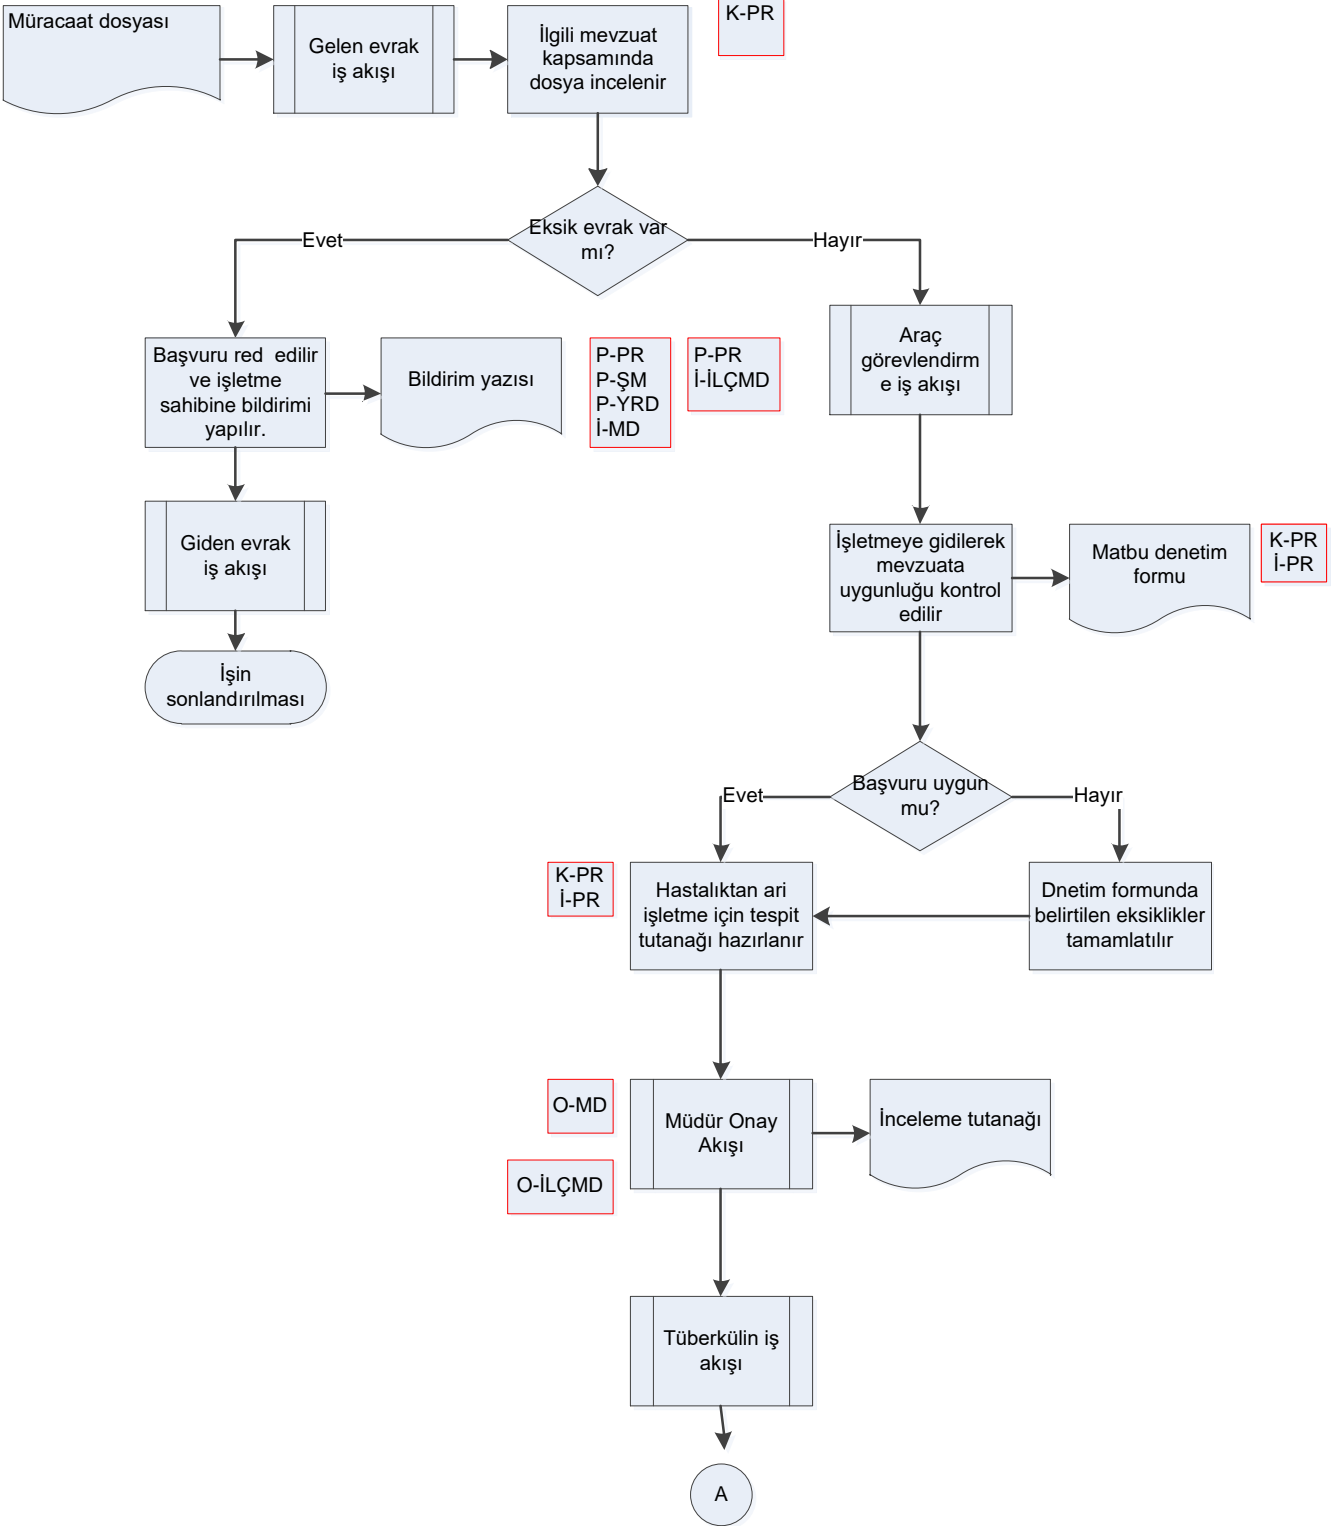 Müracaat dosyası
Gelen evrak
iş akışı
İlgili mevzuat
kapsamında
dosya incelenir
K-PR
Eksik evrak var
mı?
Evet
Hayır
Başvuru red edilir
ve işletme
sahibine bildirimi
yapılır.
Bildirim yazısı
P-PR
P-ŞM
P-YRD
İ-MD
P-PR
İ-İLÇMD
Araç
görevlendirm
e iş akışı
Giden evrak
iş akışı
İşin
sonlandırılması
İşletmeye gidilerek
mevzuata
uygunluğu kontrol
edilir
Matbu denetim
formu
K-PR
İ-PR
Başvuru uygun
mu?
Evet
Hayır
K-PR
İ-PR
Hastalıktan ari
işletme için tespit
tutanağı hazırlanır
Dnetim formunda
belirtilen eksiklikler
tamamlatılır
O-MD
O-İLÇMD
Müdür Onay
Akışı
İnceleme tutanağı
Tüberkülin iş
akışı
A